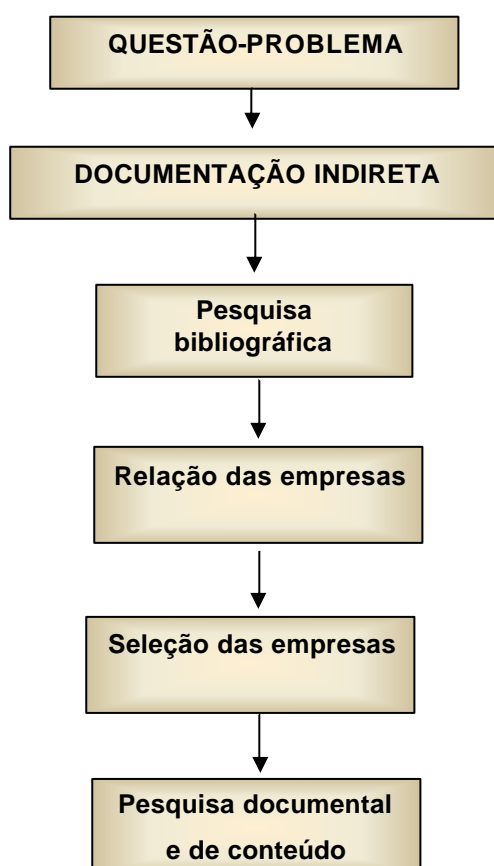 QUESTÃO-PROBLEMA
DOCUMENTAÇÃO INDIRETA
Pesquisa
bibliográfica
Relação das empresas
Seleção das empresas
Pesquisa documental
e de conteúdo